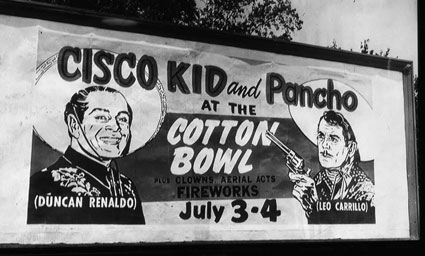 CISCO KID and Pancho
AT THE
COTTON
BOWL
PLUS CLOWNS, AERIAL ACTS
FIREWORKS
July 3-4
(DUNCAN RENALDO)
(LEO CARRILLO)